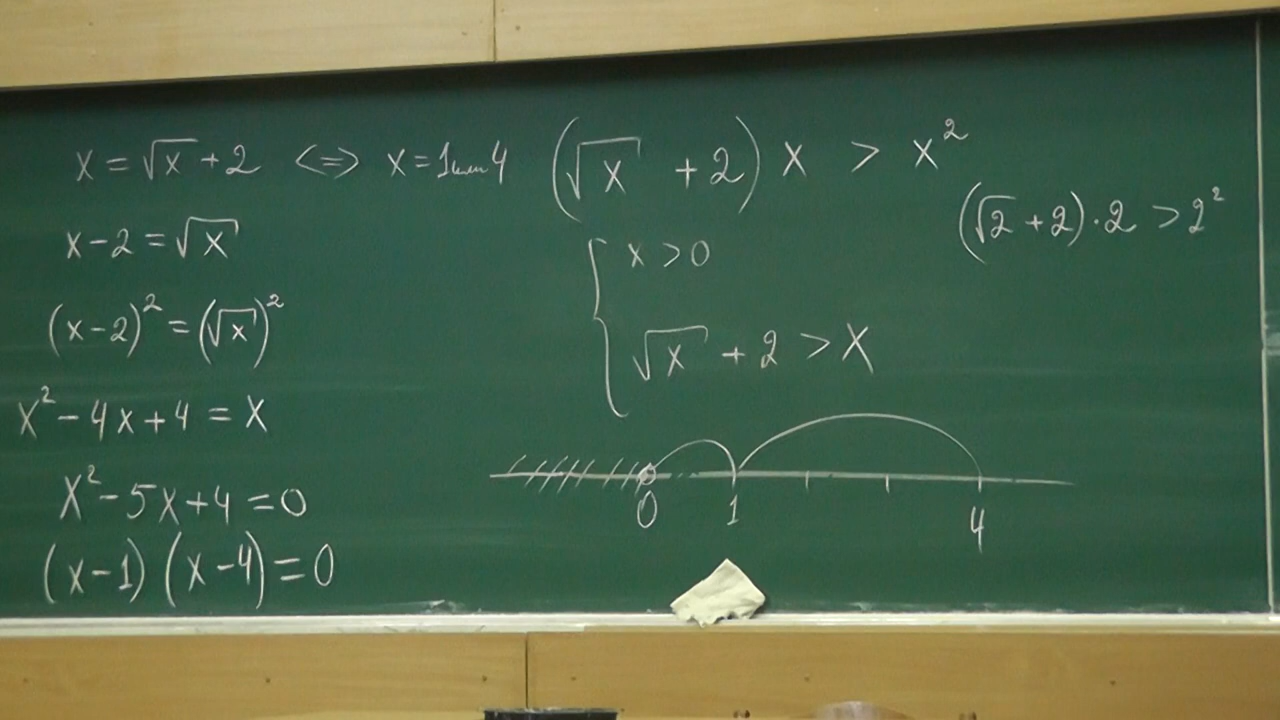 x = √x + 2 <=> x = 1 или 4
x - 2 = √x
(x - 2)² = (√x)²
x² - 4x + 4 = x
x² - 5x + 4 = 0
(x - 1)(x - 4) = 0
(√x + 2) x > x²
(√2 + 2) · 2 > 2²
{ x > 0
√x + 2 > x
0 1 4